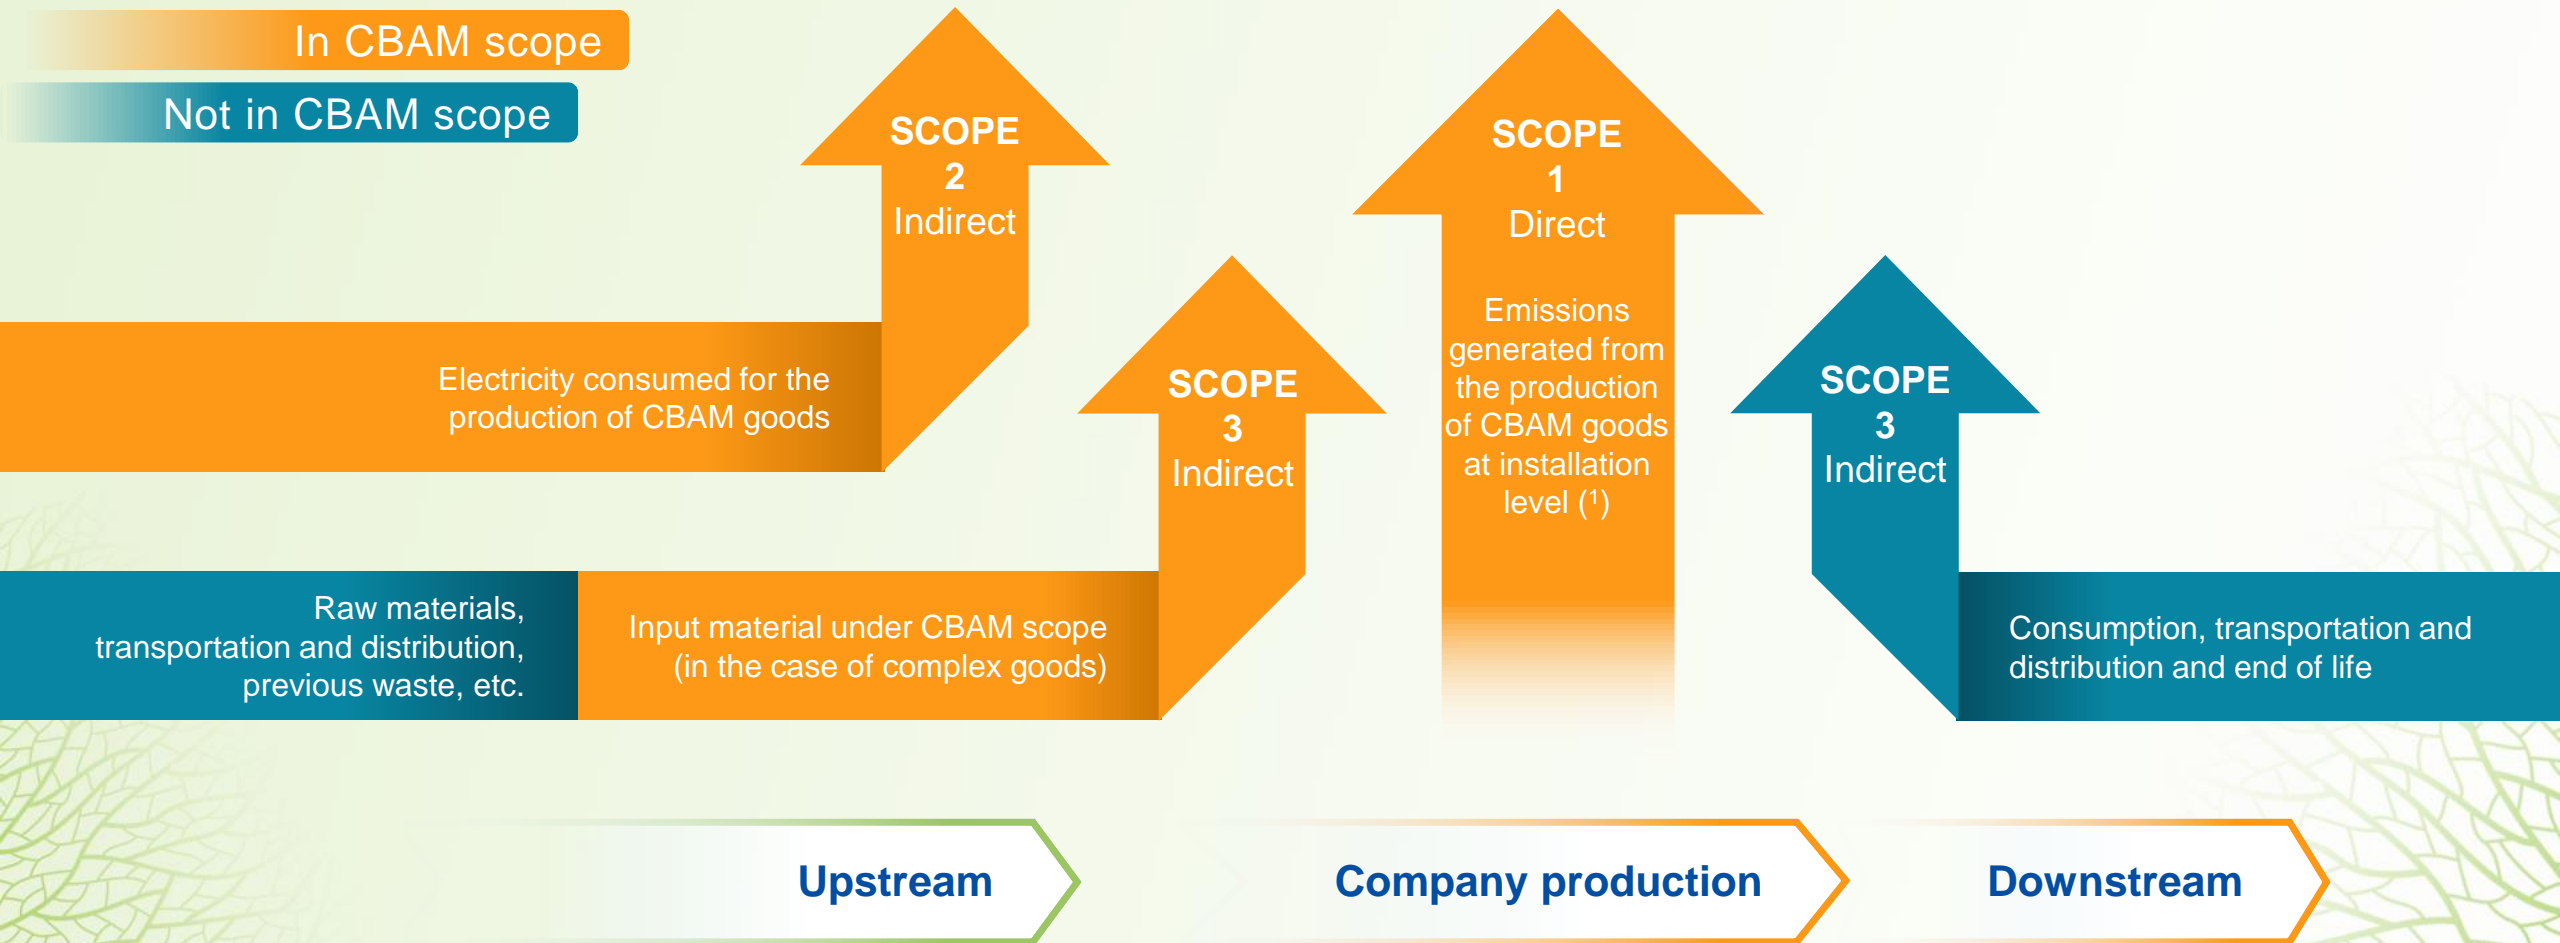 In CBAM scope
Not in CBAM scope
SCOPE
2
Indirect
Electricity consumed for the
production of CBAM goods
SCOPE
3
Indirect
Raw materials,
transportation and distribution,
previous waste, etc.
Input material under CBAM scope
(in the case of complex goods)
SCOPE
1
Direct
Emissions
generated from
the production
of CBAM goods
at installation
level (¹)
SCOPE
3
Indirect
Consumption, transportation and
distribution and end of life
Upstream
Company production
Downstream